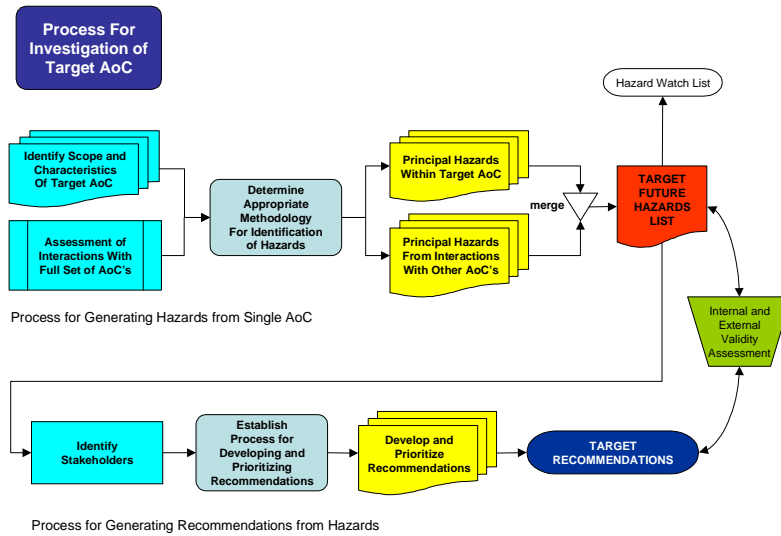 Process For
Investigation of
Target AoC
Hazard Watch List
Identify Scope and
Characteristics
Of Target AoC
Assessment of
Interactions With
Full Set of AoC's
Determine
Appropriate
Methodology
For Identification
of Hazards
Principal Hazards
Within Target AoC
Principal Hazards
From Interactions
With Other AoC's
merge
TARGET
FUTURE
HAZARDS
LIST
Internal and
External
Validity
Assessment
Process for Generating Hazards from Single AoC
Identify
Stakeholders
Establish
Process for
Developing and
Prioritizing
Recommendations
Develop and
Prioritize
Recommendations
TARGET
RECOMMENDATIONS
Process for Generating Recommendations from Hazards